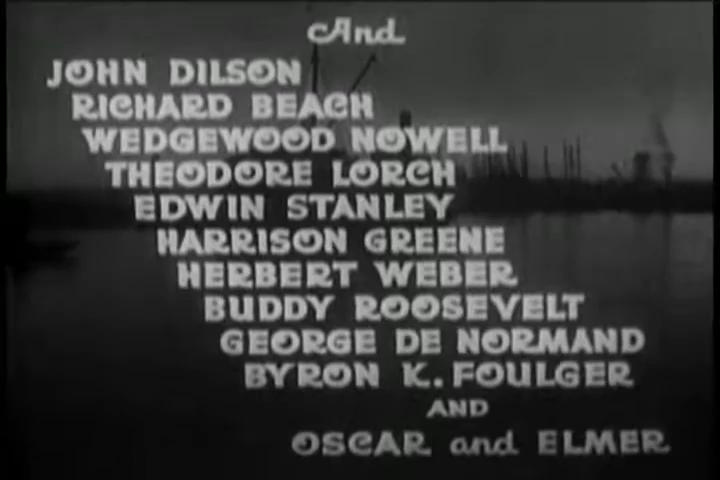 And
JOHN DILSON
RICHARD BEACH
WEDGEWOOD NOWELL
THEODORE LORCH
EDWIN STANLEY
HARRISON GREENE
HERBERT WEBER
BUDDY ROOSEVELT
GEORGE DE NORMAND
BYRON K. FOULGER
AND
OSCAR and ELMER